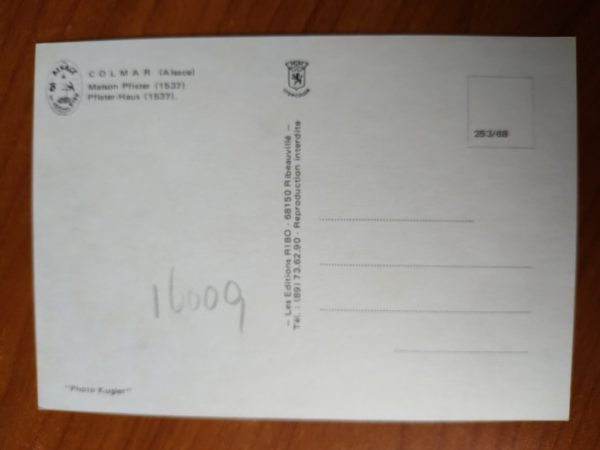 COLMAR (Alsace)
Maison Pfister (1537)
Pfister-Haus (1537).
253/68
— Les Editions RIBO - 68150 Ribeauvillé —
Tél. : (89) 73.62.90 - Reproduction interdite
16009
"Photo Kugler"